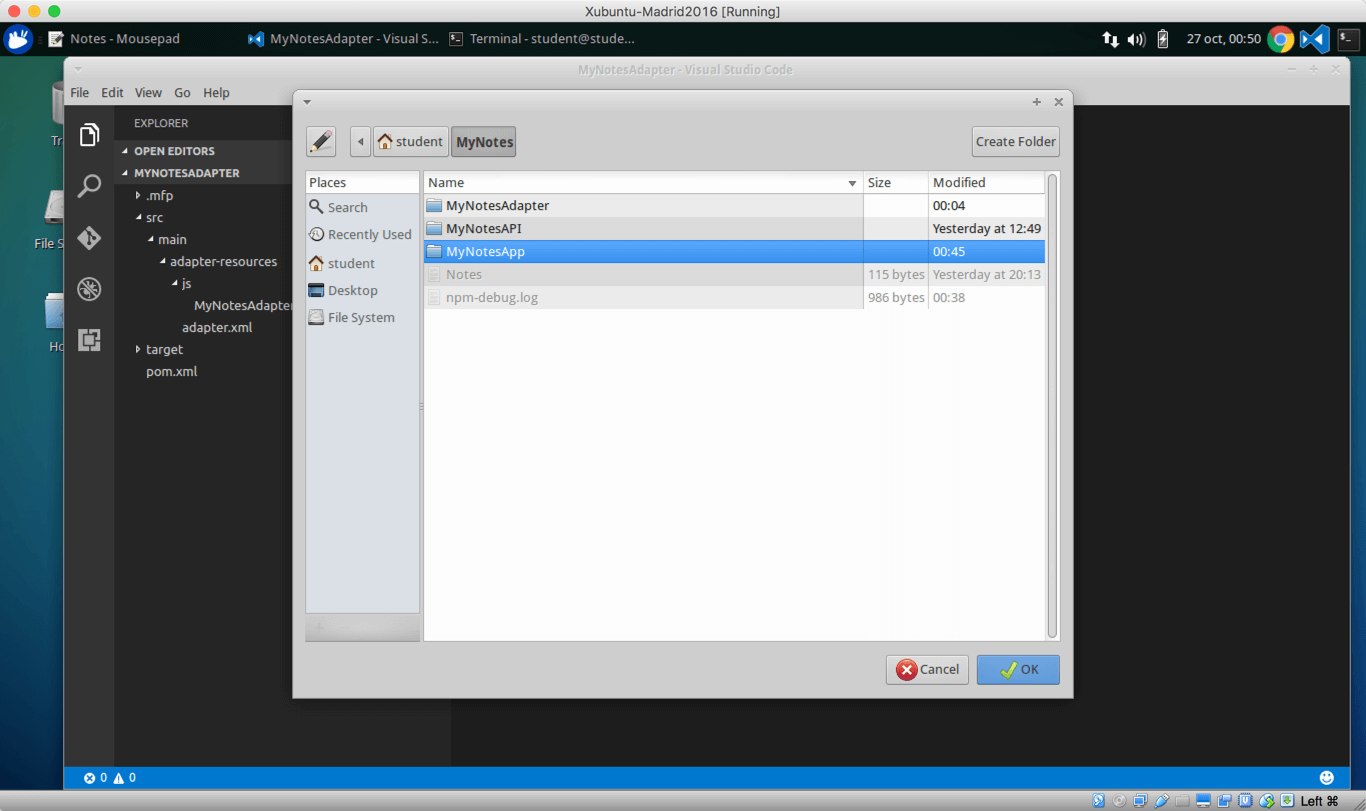 Xubuntu-Madrid2016 [Running]
Notes - Mousepad
MyNotesAdapter - Visual S...
Terminal - student@stude...
27 oct, 00:50
MyNotesAdapter - Visual Studio Code
File Edit View Go Help
EXPLORER
OPEN EDITORS
MYNOTESADAPTER
.mfp
src
main
adapter-resources
js
MyNotesAdapter
adapter.xml
target
pom.xml
Tr
File S
Ho
student
MyNotes
Create Folder
Places
Search
Recently Used
student
Desktop
File System
Name Size Modified
MyNotesAdapter 00:04
MyNotesAPI Yesterday at 12:49
MyNotesApp 00:45
Notes 115 bytes Yesterday at 20:13
npm-debug.log 986 bytes 00:38
Cancel
OK
0 0
Left ⌘